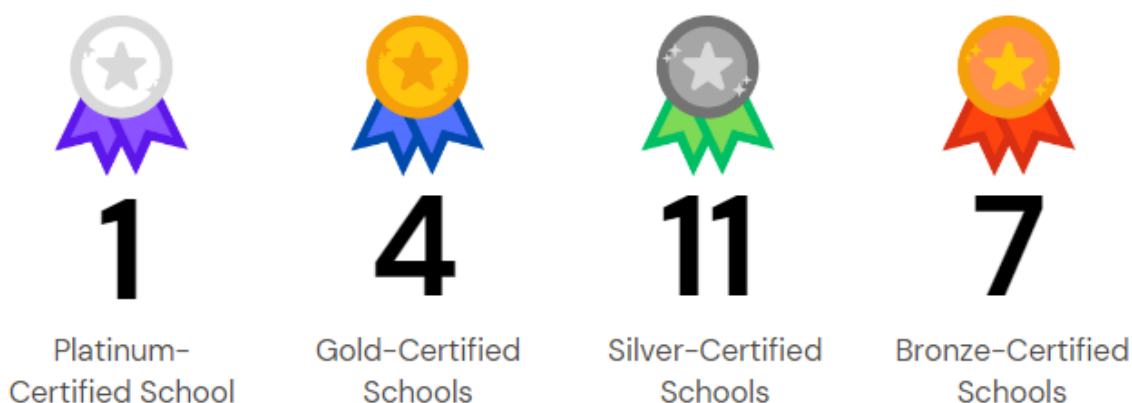 1
4
11
7
Platinum-
Certified School
Gold-Certified
Schools
Silver-Certified
Schools
Bronze-Certified
Schools